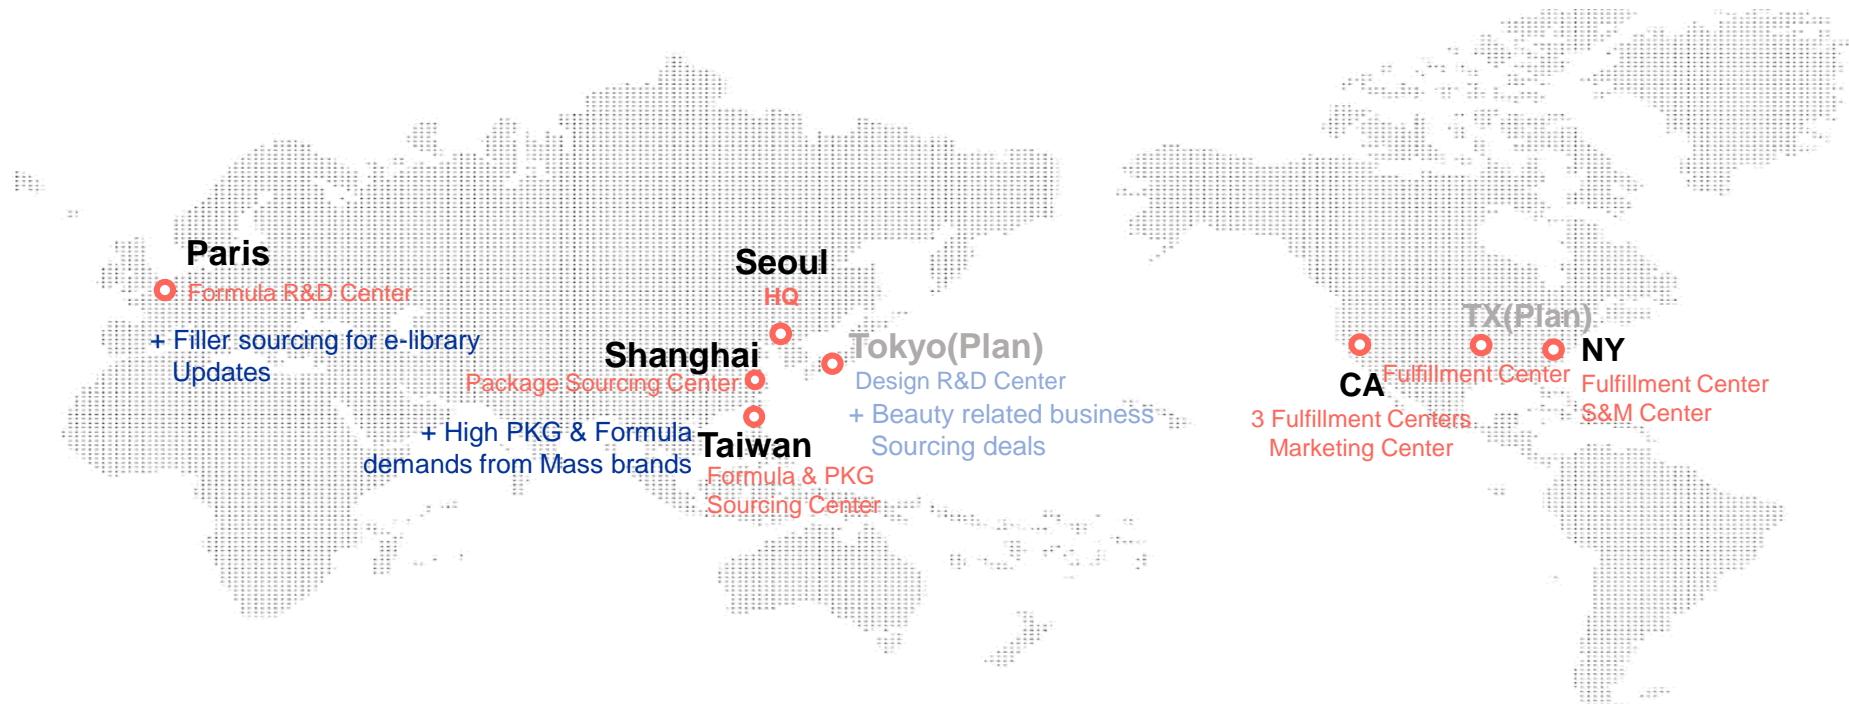 Paris
Formula R&D Center
+ Filler sourcing for e-library
Updates
Seoul
HQ
Shanghai
Package Sourcing Center
+ High PKG & Formula
demands from Mass brands
Taiwan
Formula & PKG
Sourcing Center
Tokyo(Plan)
Design R&D Center
+ Beauty related business
Sourcing deals
CA
3 Fulfillment Centers
Marketing Center
TX(Plan)
Fulfillment Center
NY
Fulfillment Center
S&M Center